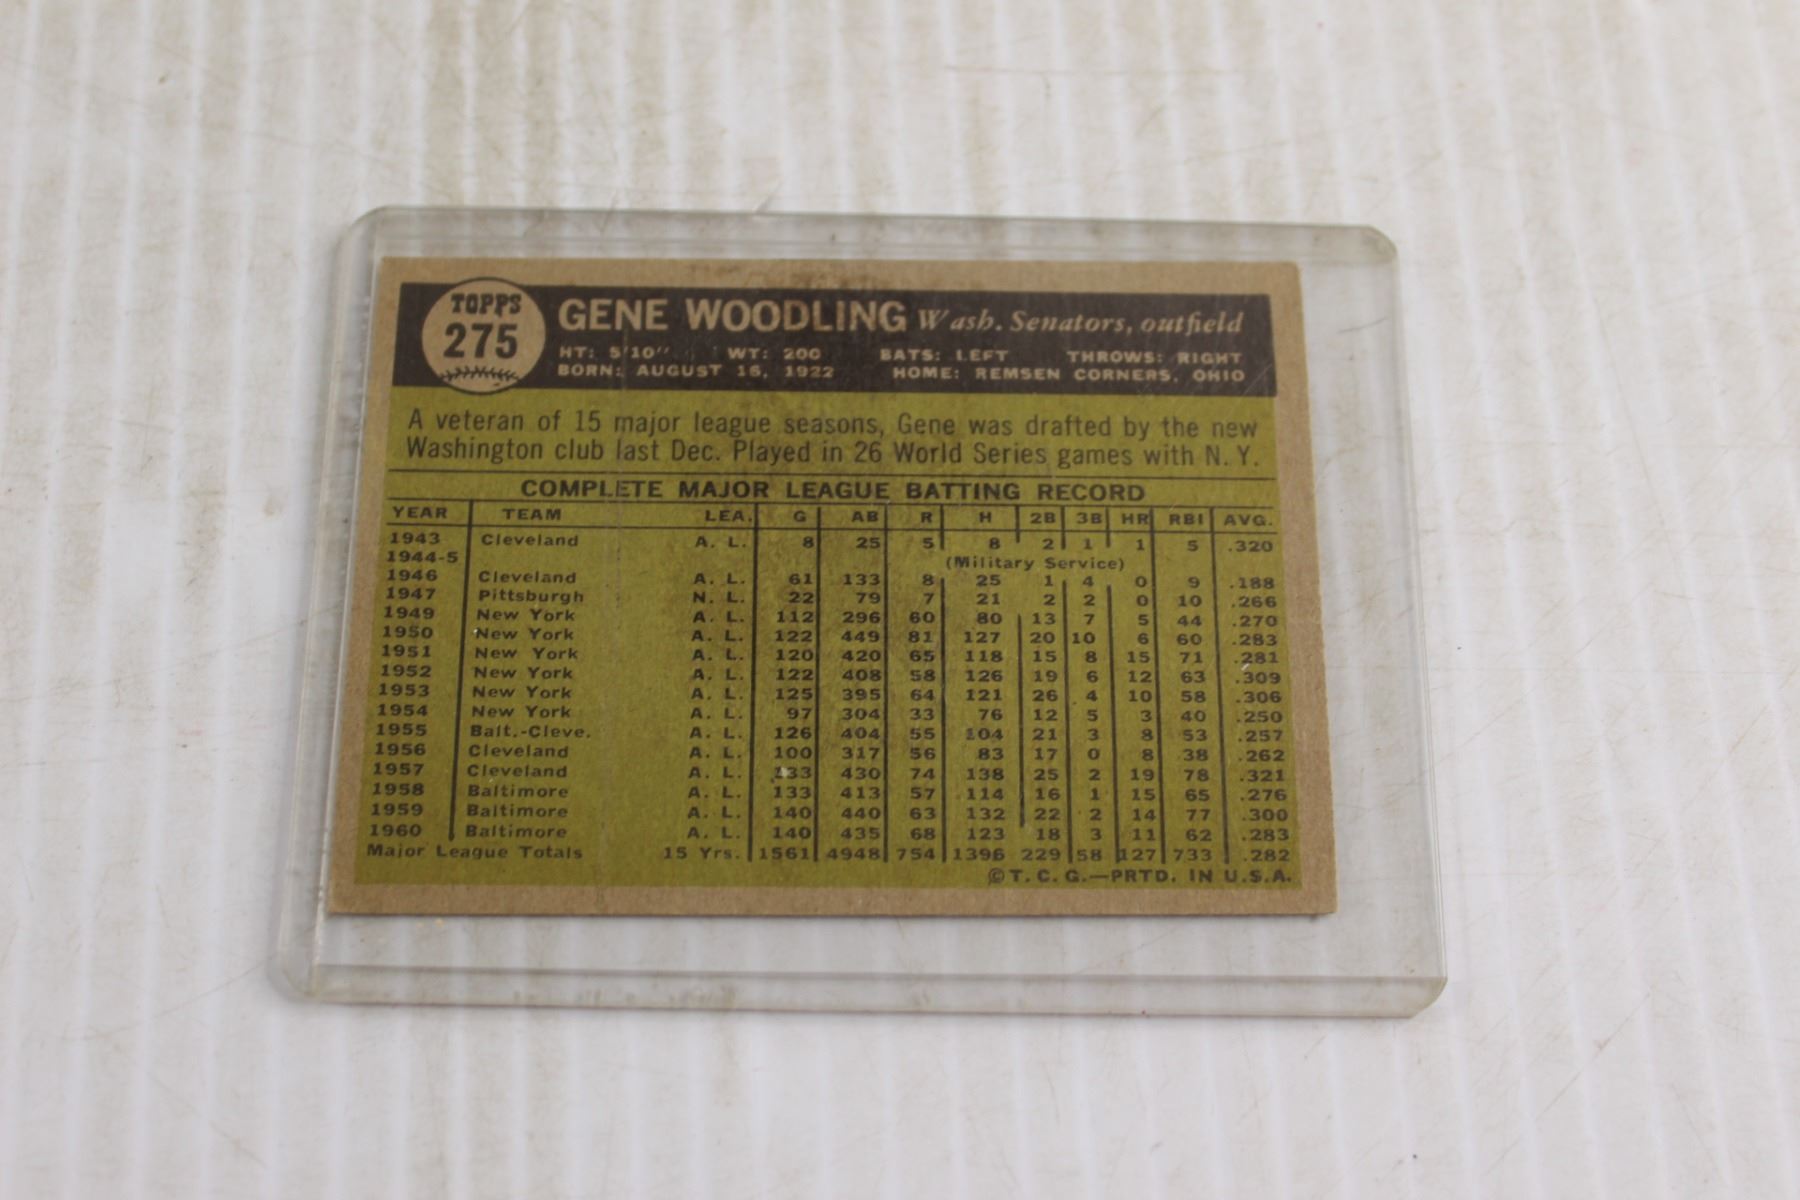 TOPPS
275
GENE WOODLING Wash. Senators, outfield
HT: 5'10" WT: 200 BATS: LEFT THROWS: RIGHT
BORN: AUGUST 16, 1922 HOME: REMSEN CORNERS, OHIO
A veteran of 15 major league seasons, Gene was drafted by the new
Washington club last Dec. Played in 26 World Series games with N. Y.
COMPLETE MAJOR LEAGUE BATTING RECORD
YEAR TEAM LEA. G AB R H 2B 3B HR RBI AVG.
1943 Cleveland A. L. 8 25 5 8 2 1 1 5 .320
1944-5 (Military Service)
1946 Cleveland A. L. 61 133 8 25 1 4 0 9 .188
1947 Pittsburgh N. L. 22 79 7 21 2 2 0 10 .266
1949 New York A. L. 112 296 60 80 13 7 5 44 .270
1950 New York A. L. 122 449 81 127 20 10 6 60 .283
1951 New York A. L. 120 420 65 118 15 8 15 71 .281
1952 New York A. L. 122 408 58 126 19 6 12 63 .309
1953 New York A. L. 125 395 64 121 26 4 10 58 .306
1954 New York A. L. 97 304 33 76 12 5 3 40 .250
1955 Balt.-Cleve. A. L. 126 404 55 104 21 3 8 53 .257
1956 Cleveland A. L. 100 317 56 83 17 0 8 38 .262
1957 Cleveland A. L. 133 430 74 138 25 2 19 78 .321
1958 Baltimore A. L. 133 413 57 114 16 1 15 65 .276
1959 Baltimore A. L. 140 440 63 132 22 2 14 77 .300
1960 Baltimore A. L. 140 435 68 123 18 3 11 62 .283
Major League Totals 15 Yrs. 1561 4948 754 1396 229 58 127 733 .282
©T. C. G.—PRTD. IN U.S.A.